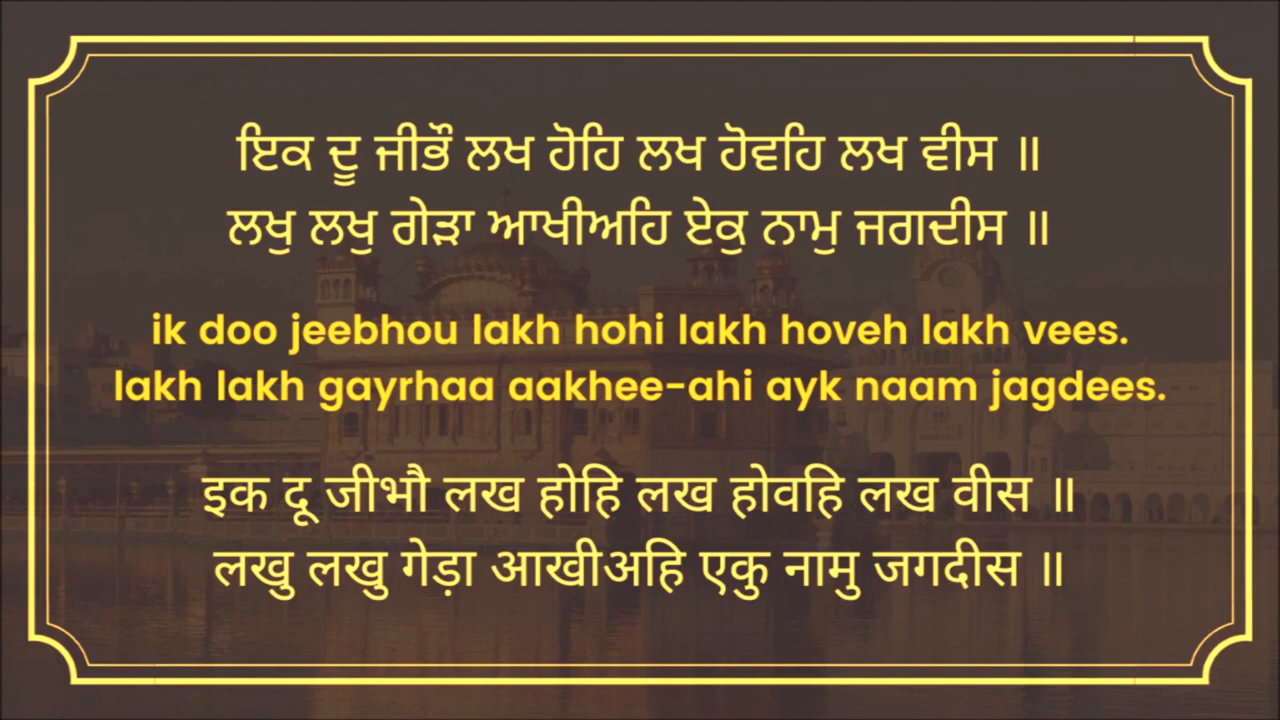 ਇਕ ਦੂ ਜੀਭੌ ਲਖ ਹੋਹਿ ਲਖ ਹੋਵਹਿ ਲਖ ਵੀਸ ॥
ਲਖੁ ਲਖੁ ਗੇੜਾ ਆਖੀਅਹਿ ਏਕੁ ਨਾਮੁ ਜਗਦੀਸ ॥
ik doo jeebhou lakh hohi lakh hoveh lakh vees.
lakh lakh gayrhaa aakhee-ahi ayk naam jagdees.
इक दू जीभौ लख होहि लख होवहि लख वीस ॥
लखु लखु गेड़ा आखीअहि एकु नामु जगदीस ॥